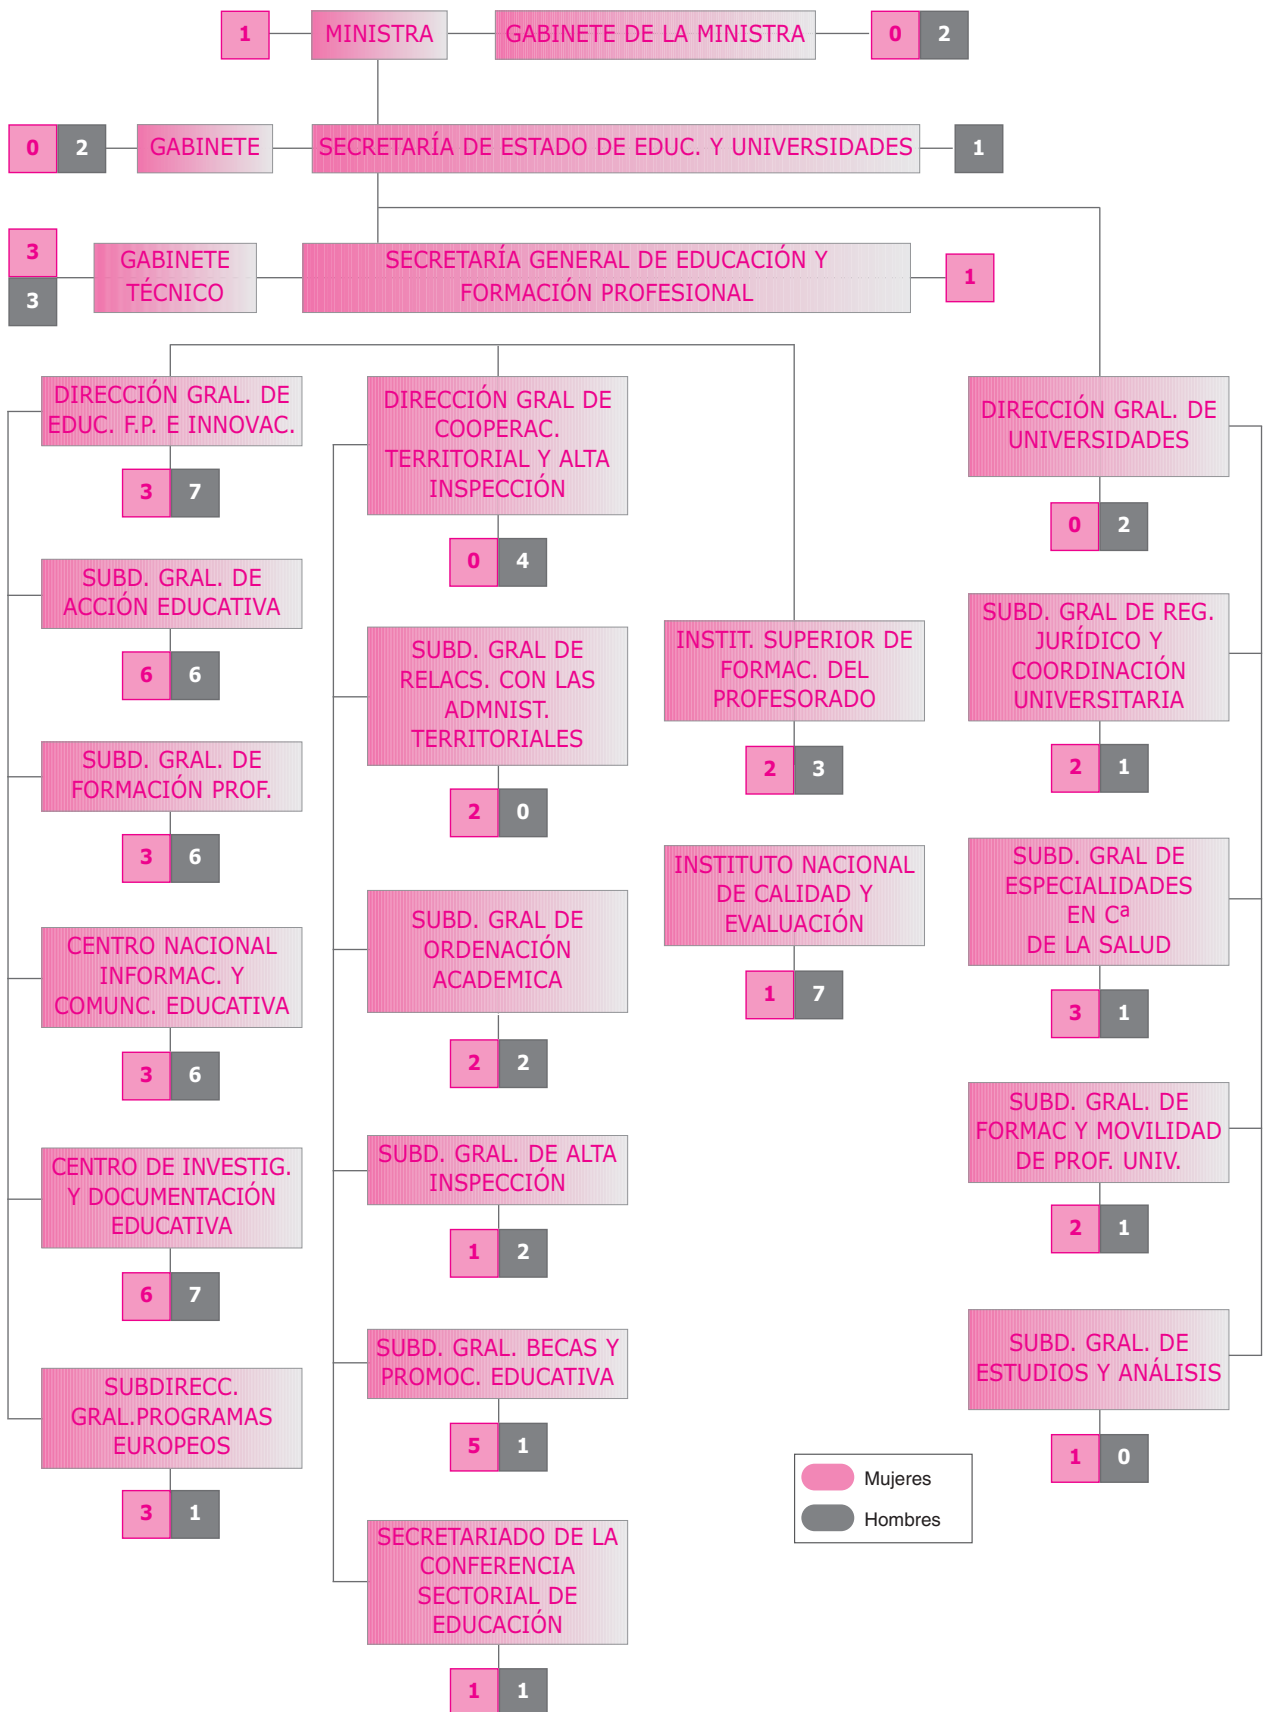 1
MINISTRA
GABINETE DE LA MINISTRA
0 2
0 2
GABINETE
SECRETARÍA DE ESTADO DE EDUC. Y UNIVERSIDADES
1
3
3
GABINETE
TÉCNICO
SECRETARÍA GENERAL DE EDUCACIÓN Y
FORMACIÓN PROFESIONAL
1
DIRECCIÓN GRAL. DE
EDUC. F.P. E INNOVAC.
3 7
SUBD. GRAL. DE
ACCIÓN EDUCATIVA
6 6
SUBD. GRAL. DE
FORMACIÓN PROF.
3 6
CENTRO NACIONAL
INFORMAC. Y
COMUNC. EDUCATIVA
3 6
CENTRO DE INVESTIG.
Y DOCUMENTACIÓN
EDUCATIVA
6 7
SUBDIRECC.
GRAL.PROGRAMAS
EUROPEOS
3 1
DIRECCIÓN GRAL DE
COOPERAC.
TERRITORIAL Y ALTA
INSPECCIÓN
0 4
SUBD. GRAL DE
RELACS. CON LAS
ADMNIST.
TERRITORIALES
2 0
SUBD. GRAL DE
ORDENACIÓN
ACADEMICA
2 2
SUBD. GRAL. DE ALTA
INSPECCIÓN
1 2
SUBD. GRAL. BECAS Y
PROMOC. EDUCATIVA
5 1
SECRETARIADO DE LA
CONFERENCIA
SECTORIAL DE
EDUCACIÓN
1 1
INSTIT. SUPERIOR DE
FORMAC. DEL
PROFESORADO
2 3
INSTITUTO NACIONAL
DE CALIDAD Y
EVALUACIÓN
1 7
DIRECCIÓN GRAL. DE
UNIVERSIDADES
0 2
SUBD. GRAL DE REG.
JURÍDICO Y
COORDINACIÓN
UNIVERSITARIA
2 1
SUBD. GRAL DE
ESPECIALIDADES
EN Cª
DE LA SALUD
3 1
SUBD. GRAL. DE
FORMAC Y MOVILIDAD
DE PROF. UNIV.
2 1
SUBD. GRAL. DE
ESTUDIOS Y ANÁLISIS
1 0
Mujeres
Hombres